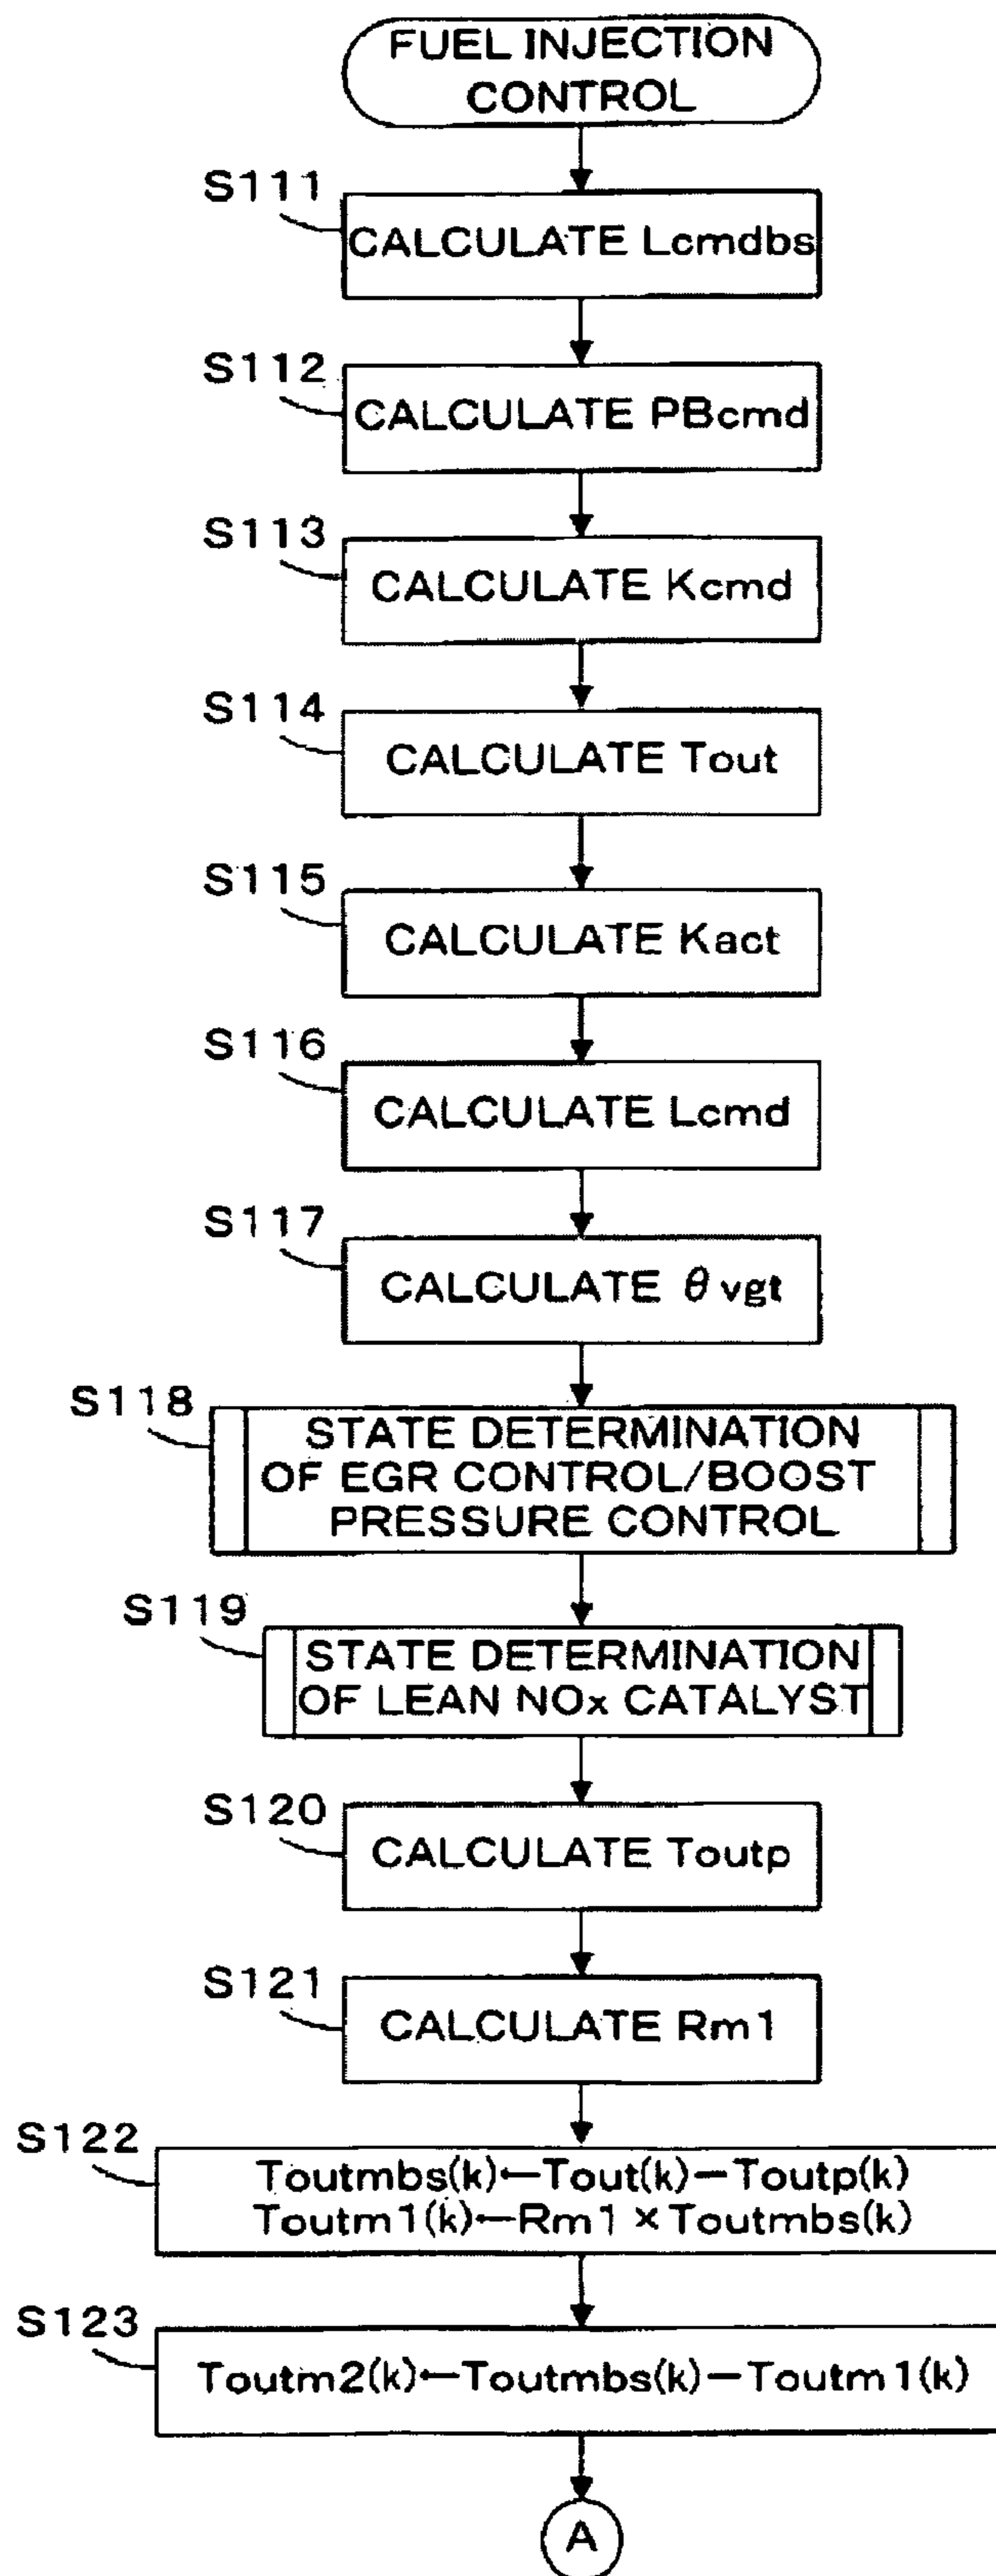 FUEL INJECTION
CONTROL
S111
CALCULATE Lcmdbs
S112
CALCULATE PBcmd
S113
CALCULATE Kcmd
S114
CALCULATE Tout
S115
CALCULATE Kact
S116
CALCULATE Lcmd
S117
CALCULATE θvgt
S118
STATE DETERMINATION
OF EGR CONTROL/BOOST
PRESSURE CONTROL
S119
STATE DETERMINATION
OF LEAN NOx CATALYST
S120
CALCULATE Toutp
S121
CALCULATE Rm1
S122
Toutmbs(k)←Tout(k)−Toutp(k)
Toutm1(k)←Rm1×Toutmbs(k)
S123
Toutm2(k)←Toutmbs(k)−Toutm1(k)
A